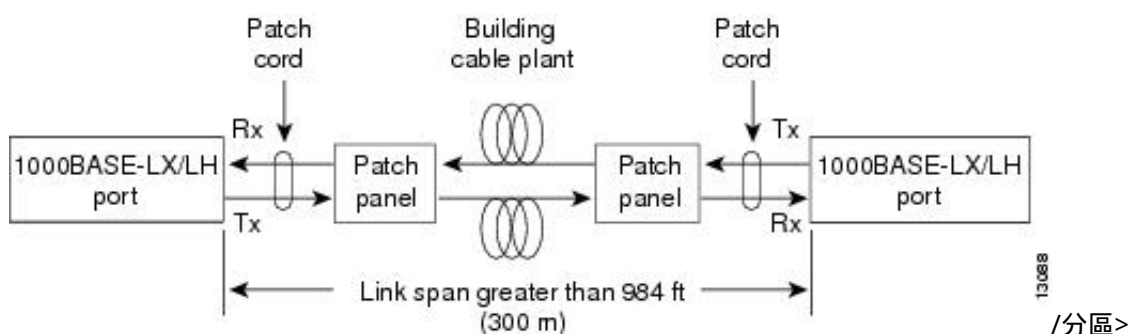 Patch
cord
Building
cable plant
Patch
cord
Rx
Tx
1000BASE-LX/LH
port
Patch
panel
Patch
panel
1000BASE-LX/LH
port
Tx
Rx
Link span greater than 984 ft
(300 m)
13088
/分區>